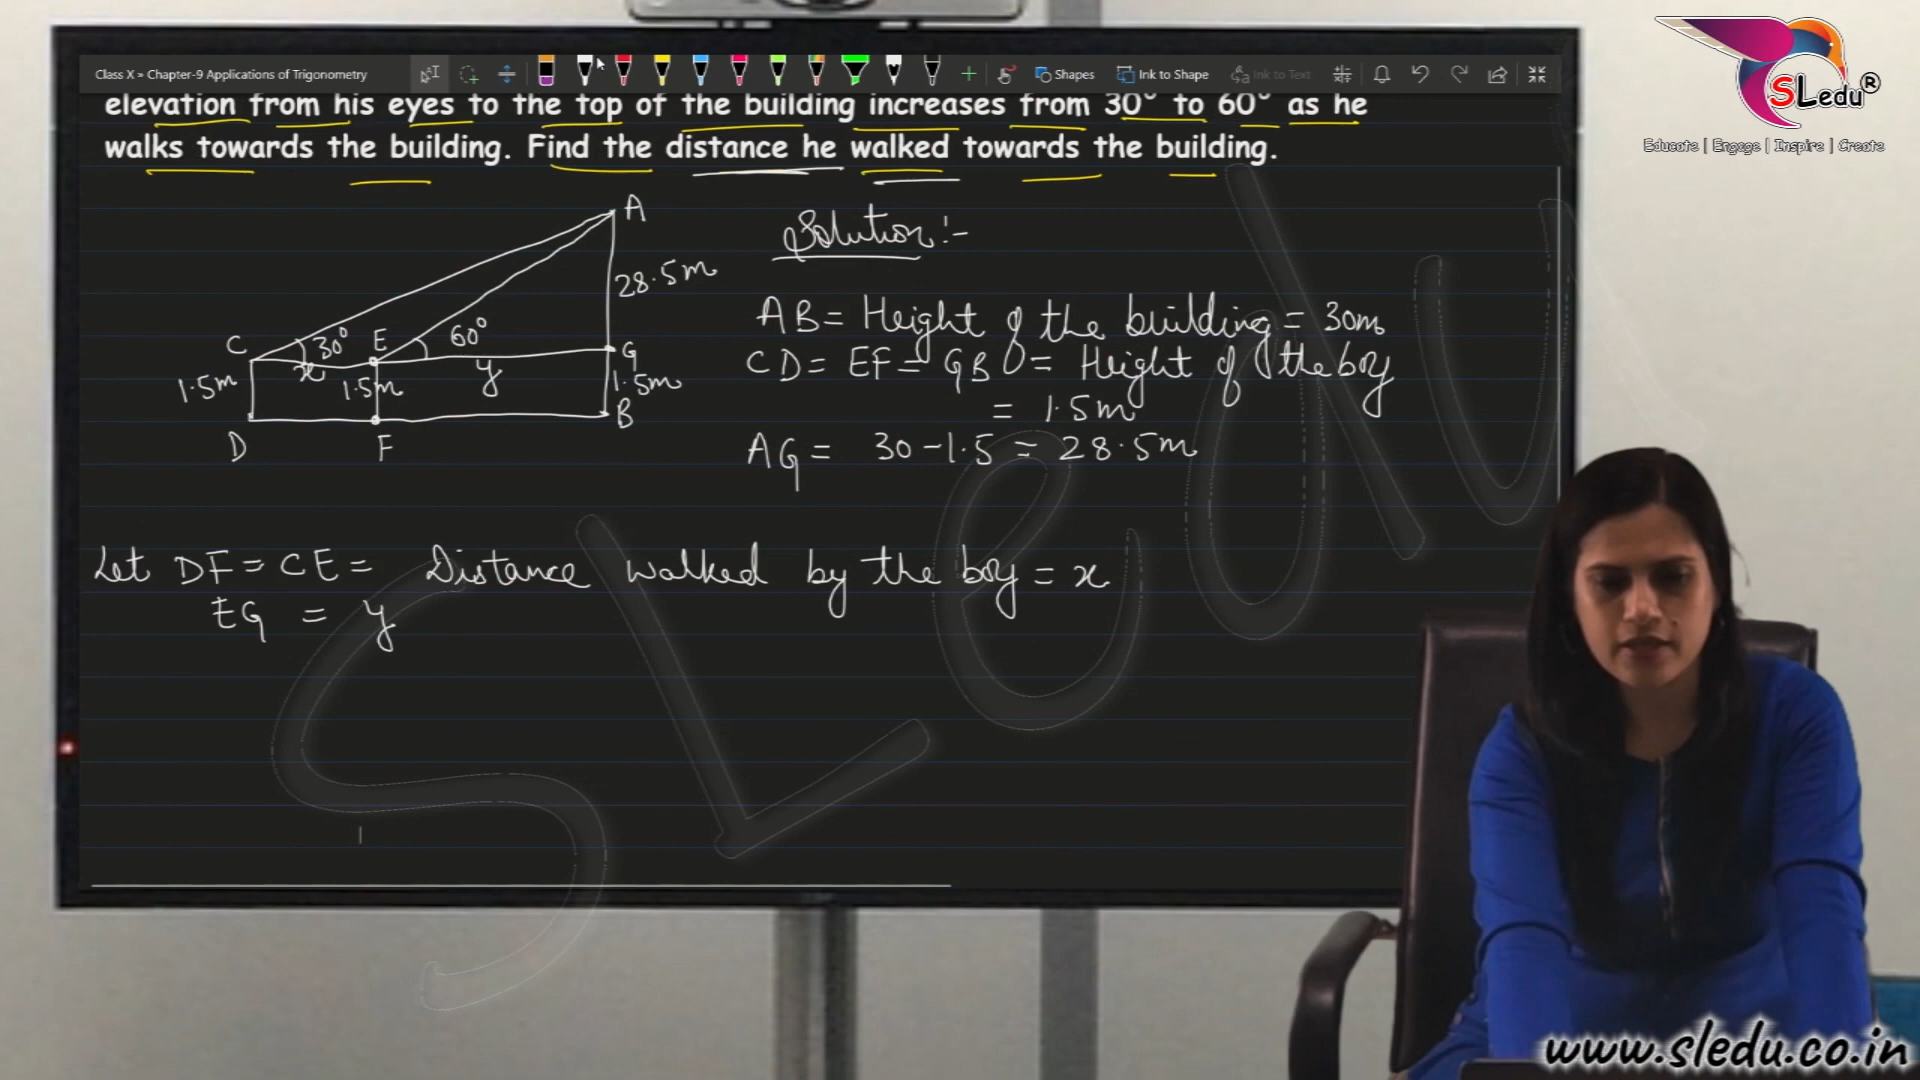 Class X > Chapter-9 Applications of Trigonometry
Shapes
Ink to Shape
Ink to Text
SLedu®
Educate | Engage | Inspire | Create
elevation from his eyes to the top of the building increases from 30° to 60° as he
walks towards the building. Find the distance he walked towards the building.
A
28.5m
C
30°
E
60°
G
x
y
1.5m
1.5m
1.5m
B
D
F
Solution:-
AB = Height of the building = 30m
CD = EF = GB = Height of the boy
= 1.5m
AG = 30 - 1.5 = 28.5m
Let DF = CE = Distance walked by the boy = x
EG = y
SLedu
www.sledu.co.in